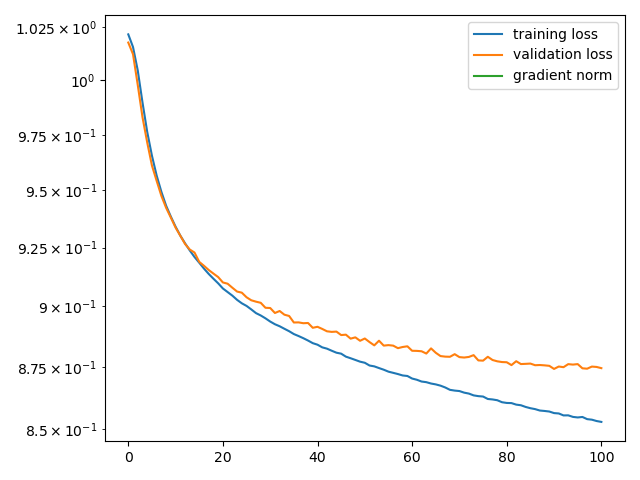 1.025 × 10⁰
10⁰
9.75 × 10⁻¹
9.5 × 10⁻¹
9.25 × 10⁻¹
9 × 10⁻¹
8.75 × 10⁻¹
8.5 × 10⁻¹
training loss
validation loss
gradient norm
0 20 40 60 80 100